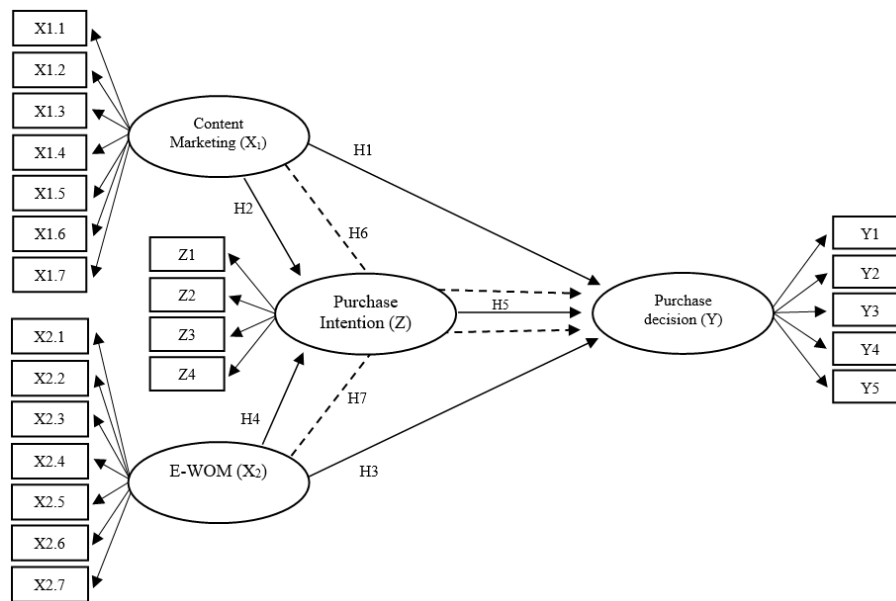 X1.1
X1.2
X1.3
X1.4
X1.5
X1.6
X1.7
Content
Marketing (X₁)
H1
H2
H6
Z1
Z2
Z3
Z4
Purchase
Intention (Z)
H5
Purchase
decision (Y)
Y1
Y2
Y3
Y4
Y5
X2.1
X2.2
X2.3
X2.4
X2.5
X2.6
X2.7
H4
H7
E-WOM (X₂)
H3